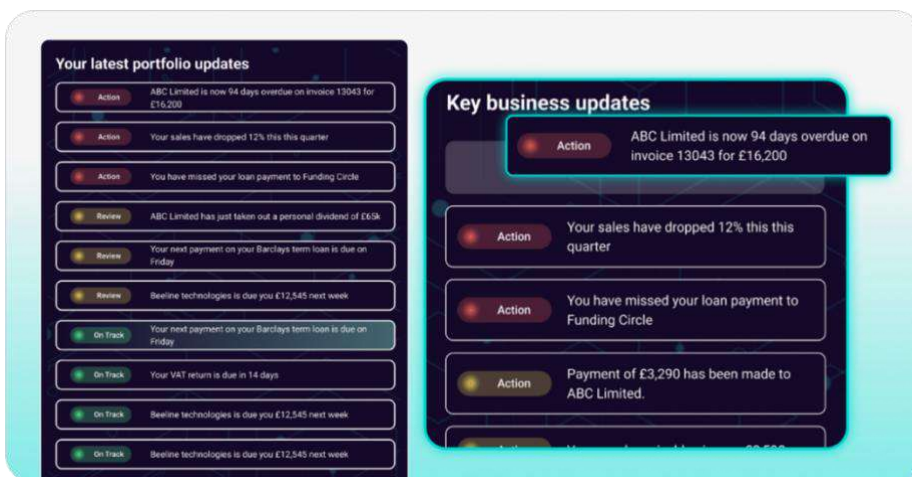 Your latest portfolio updates
Action
ABC Limited is now 94 days overdue on invoice 13043 for
£16,200
Action
Your sales have dropped 12% this this quarter
Action
You have missed your loan payment to Funding Circle
Review
ABC Limited has just taken out a personal dividend of £65k
Review
Your next payment on your Barclays term loan is due on
Friday
Review
Beeline technologies is due you £12,545 next week
On Track
Your next payment on your Barclays term loan is due on
Friday
On Track
Your VAT return is due in 14 days
On Track
Beeline technologies is due you £12,545 next week
On Track
Beeline technologies is due you £12,545 next week
Key business updates
Action
ABC Limited is now 94 days overdue on
invoice 13043 for £16,200
Action
Your sales have dropped 12% this this
quarter
Action
You have missed your loan payment to
Funding Circle
Action
Payment of £3,290 has been made to
ABC Limited.